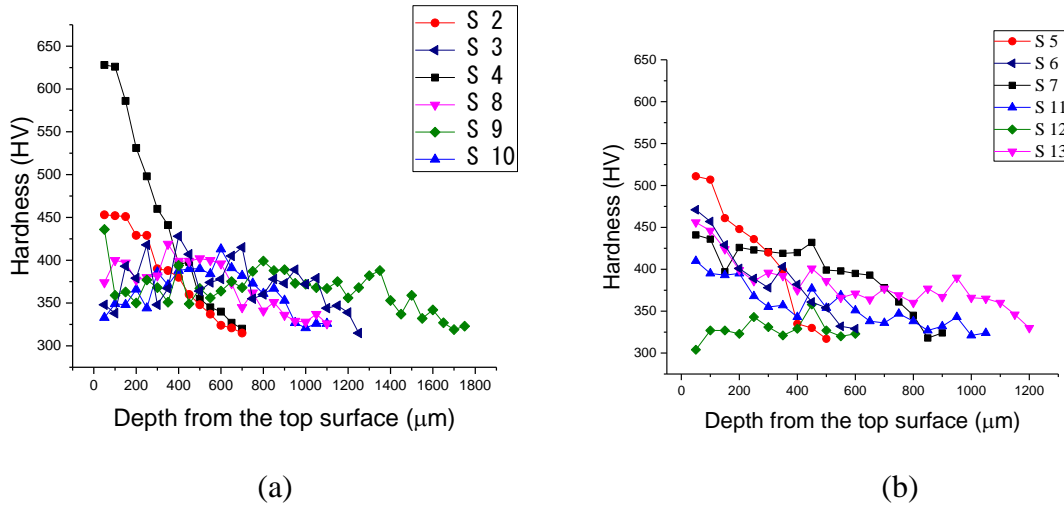 S 2
S 3
S 4
S 8
S 9
S 10
650
600
550
500
450
400
350
300
Hardness (HV)
0 200 400 600 800 1000 1200 1400 1600 1800
Depth from the top surface (μm)
(a)
S 5
S 6
S 7
S 11
S 12
S 13
650
600
550
500
450
400
350
300
Hardness (HV)
0 200 400 600 800 1000 1200
Depth from the top surface (μm)
(b)